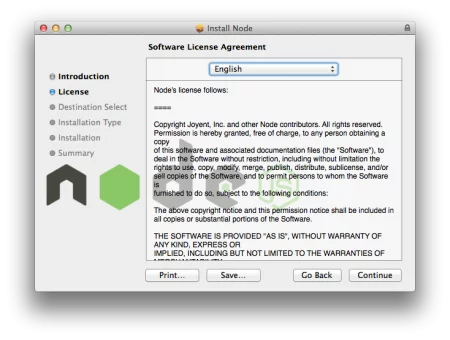 Install Node
Software License Agreement
English
Introduction
License
Destination Select
Installation Type
Installation
Summary
Node's license follows:
====
Copyright Joyent, Inc. and other Node contributors. All rights reserved.
Permission is hereby granted, free of charge, to any person obtaining a
copy
of this software and associated documentation files (the "Software"), to
deal in the Software without restriction, including without limitation the
rights to use, copy, modify, merge, publish, distribute, sublicense, and/or
sell copies of the Software, and to permit persons to whom the Software
is
furnished to do so, subject to the following conditions:
The above copyright notice and this permission notice shall be included in
all copies or substantial portions of the Software.
THE SOFTWARE IS PROVIDED "AS IS", WITHOUT WARRANTY OF
ANY KIND, EXPRESS OR
IMPLIED, INCLUDING BUT NOT LIMITED TO THE WARRANTIES OF
MERCHANTABILITY
node
JS
Print...
Save...
Go Back
Continue